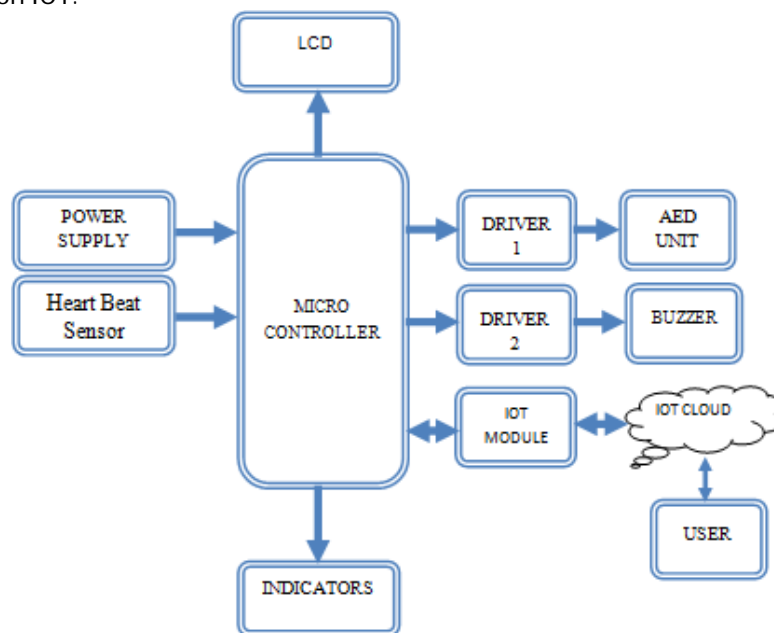 LCD
POWER
SUPPLY
Heart Beat
Sensor
MICRO
CONTROLLER
DRIVER
1
AED
UNIT
DRIVER
2
BUZZER
IOT
MODULE
IOT CLOUD
USER
INDICATORS